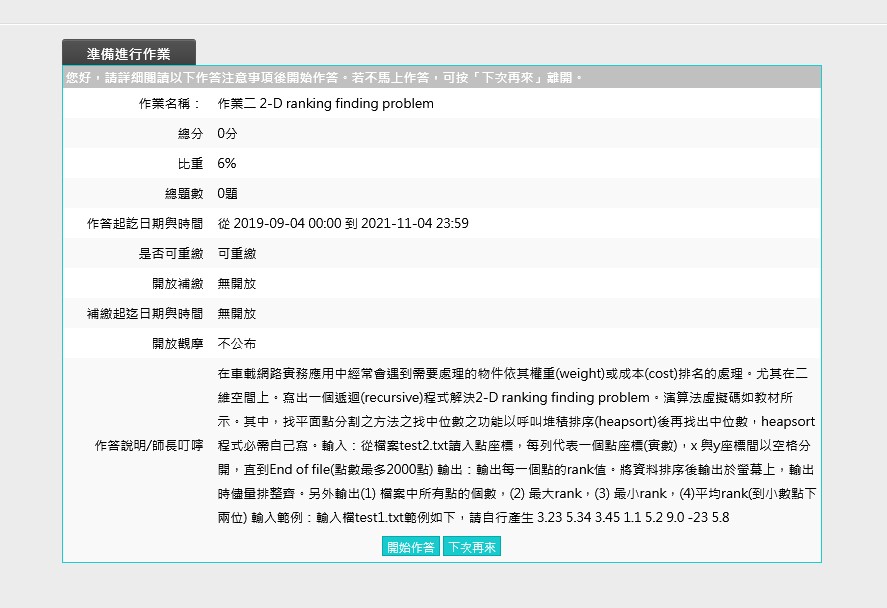 準備進行作業
您好，請詳細閱讀以下作答注意事項後開始作答。若不馬上作答，可按「下次再來」離開。
作業名稱： 作業二 2-D ranking finding problem
總分 0分
比重 6%
總題數 0題
作答起訖日期與時間 從 2019-09-04 00:00 到 2021-11-04 23:59
是否可重繳 可重繳
開放補繳 無開放
補繳起迄日期與時間 無開放
開放觀摩 不公布
作答說明/師長叮嚀
在車載網路實務應用中經常會遇到需要處理的物件依其權重(weight)或成本(cost)排名的處理。尤其在二
維空間上。寫出一個遞迴(recursive)程式解決2-D ranking finding problem。演算法虛擬碼如教材所
示。其中，找平面點分割之方法之找中位數之功能以呼叫堆積排序(heapsort)後再找出中位數，heapsort
程式必需自己寫。輸入：從檔案test2.txt讀入點座標，每列代表一個點座標(實數)，x 與y座標間以空格分
開，直到End of file(點數最多2000點) 輸出：輸出每一個點的rank值。將資料排序後輸出於螢幕上，輸出
時儘量排整齊。另外輸出(1) 檔案中所有點的個數，(2) 最大rank，(3) 最小rank，(4)平均rank(到小數點下
兩位) 輸入範例：輸入檔test1.txt範例如下，請自行產生 3.23 5.34 3.45 1.1 5.2 9.0 -23 5.8
開始作答 下次再來